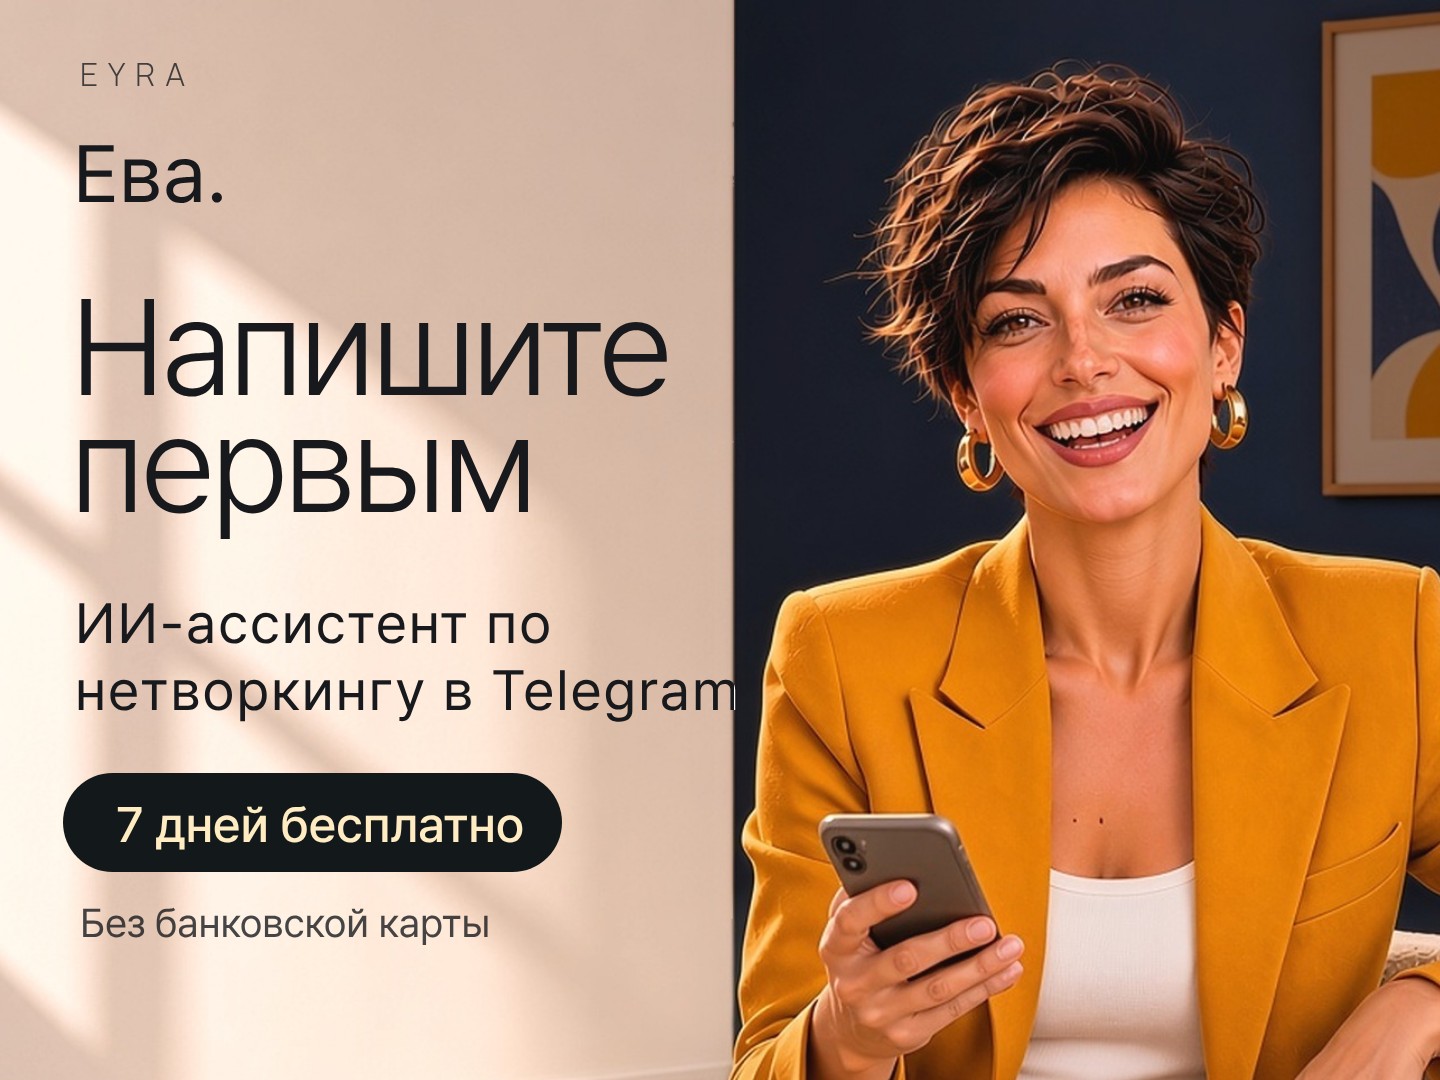 EYRA
Ева.
Напишите
первым
ИИ-ассистент по
нетворкингу в Telegram
7 дней бесплатно
Без банковской карты